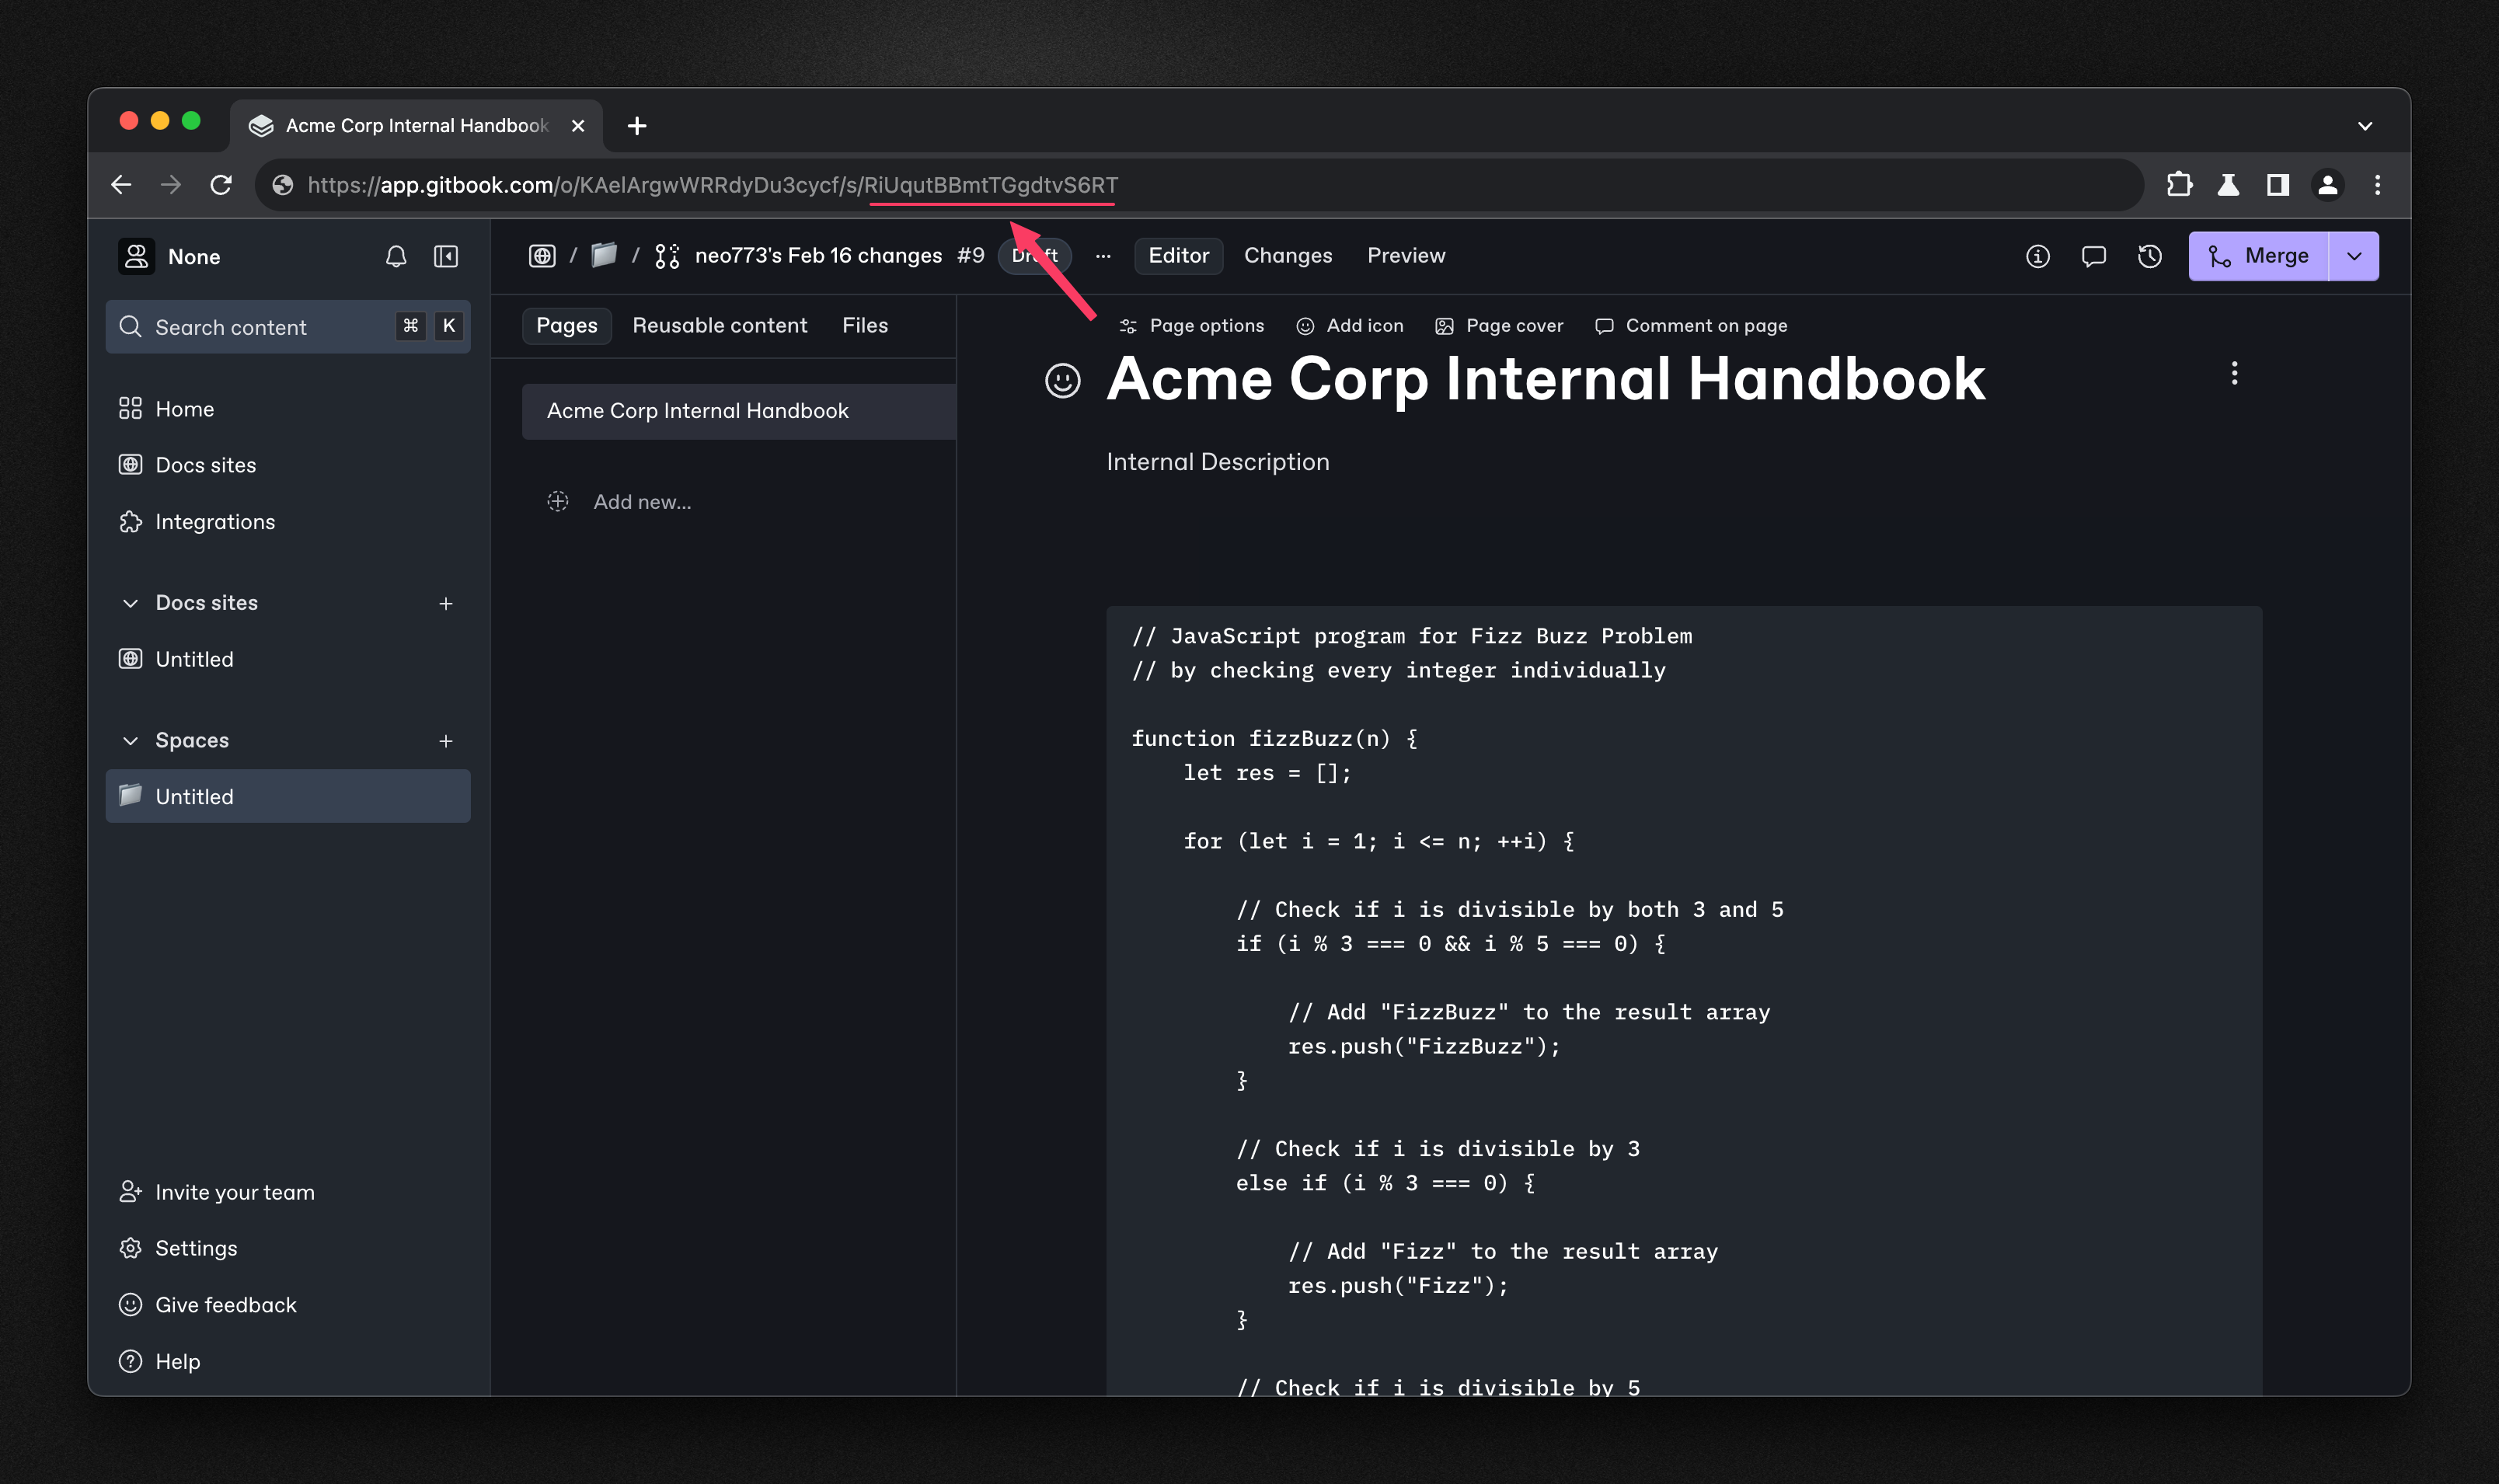 Acme Corp Internal Handbook
https://app.gitbook.com/o/KAelArgwWRRdyDu3cycf/s/RiUqutBBmtTGgdtvS6RT
None
Search content
⌘ K
Home
Docs sites
Integrations
Docs sites
Untitled
Spaces
Untitled
Invite your team
Settings
Give feedback
Help
/ / neo773's Feb 16 changes #9 Draft ... Editor Changes Preview
Merge
Pages Reusable content Files
Acme Corp Internal Handbook
Add new...
Page options Add icon Page cover Comment on page
Acme Corp Internal Handbook
Internal Description
// JavaScript program for Fizz Buzz Problem
// by checking every integer individually
function fizzBuzz(n) {
let res = [];
for (let i = 1; i <= n; ++i) {
// Check if i is divisible by both 3 and 5
if (i % 3 === 0 && i % 5 === 0) {
// Add "FizzBuzz" to the result array
res.push("FizzBuzz");
}
// Check if i is divisible by 3
else if (i % 3 === 0) {
// Add "Fizz" to the result array
res.push("Fizz");
}
// Check if i is divisible by 5